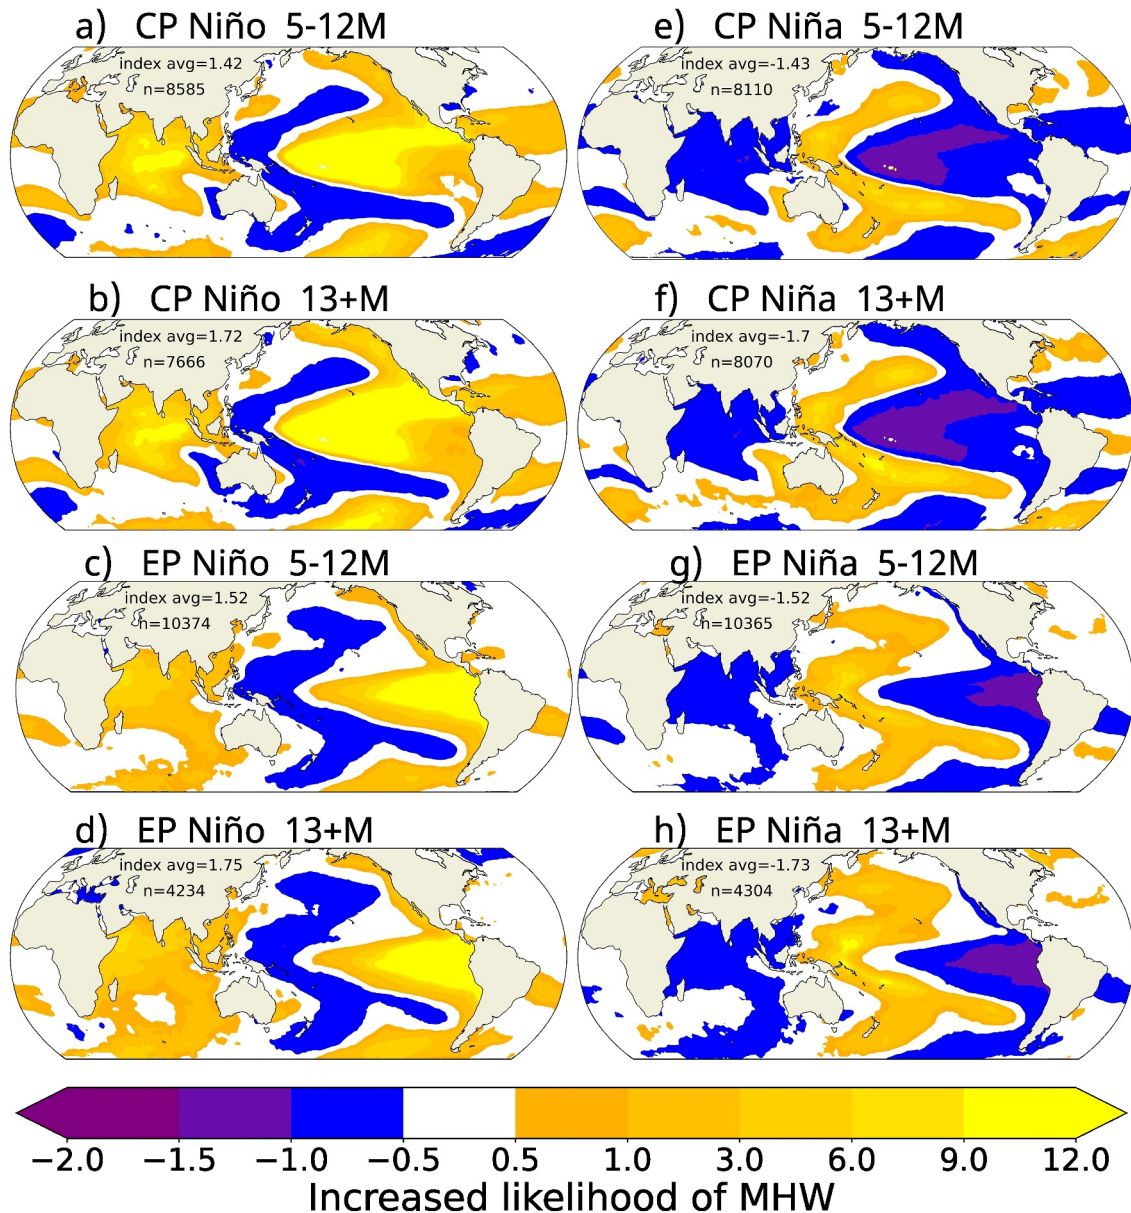 a) CP Niño 5-12M
index avg=1.42
n=8585
e) CP Niña 5-12M
index avg=-1.43
n=8110
b) CP Niño 13+M
index avg=1.72
n=7666
f) CP Niña 13+M
index avg=-1.7
n=8070
c) EP Niño 5-12M
index avg=1.52
n=10374
g) EP Niña 5-12M
index avg=-1.52
n=10365
d) EP Niño 13+M
index avg=1.75
n=4234
h) EP Niña 13+M
index avg=-1.73
n=4304
−2.0 −1.5 −1.0 −0.5 0.5 1.0 3.0 6.0 9.0 12.0
Increased likelihood of MHW